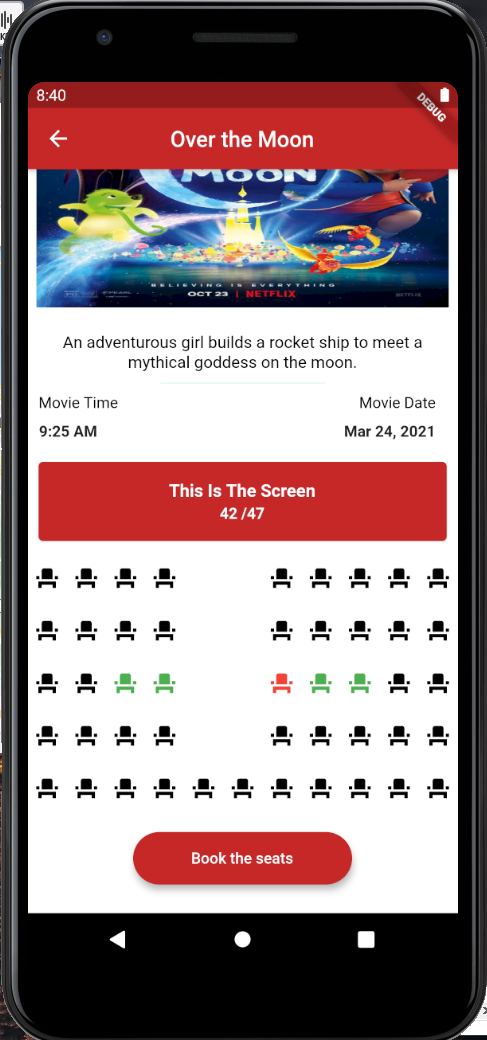 8:40
DEBUG
Over the Moon
MOON
BELIEVING IS EVERYTHING
OCT 23 | NETFLIX
NETFLIX
An adventurous girl builds a rocket ship to meet a
mythical goddess on the moon.
Movie Time
Movie Date
9:25 AM
Mar 24, 2021
This Is The Screen
42 /47
Book the seats